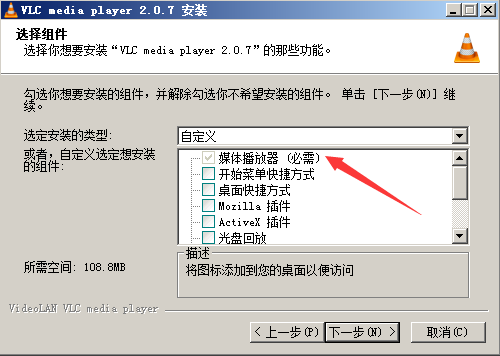 VLC media player 2.0.7 安装
选择组件
选择你想要安装“VLC media player 2.0.7”的那些功能。
勾选你想要安装的组件，并解除勾选你不希望安装的组件。 单击 [下一步(N)] 继
续。
选定安装的类型:
自定义
或者，自定义选定想安装
的组件:
媒体播放器 (必需)
开始菜单快捷方式
桌面快捷方式
Mozilla 插件
ActiveX 插件
光盘回放
所需空间: 108.8MB
描述
将图标添加到您的桌面以便访问
VideoLAN VLC media player
< 上一步(P)
下一步(N) >
取消(C)